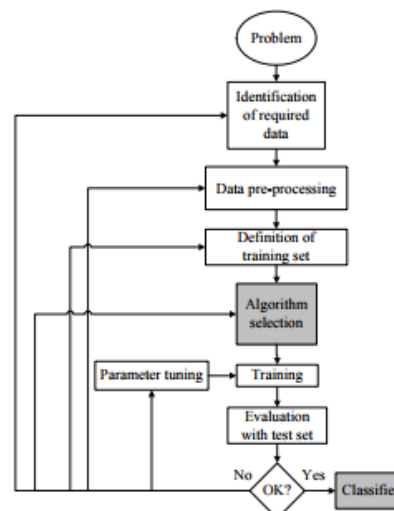 Problem
Identification
of required
data
Data pre-processing
Definition of
training set
Algorithm
selection
Parameter tuning
Training
Evaluation
with test set
No
OK?
Yes
Classifie